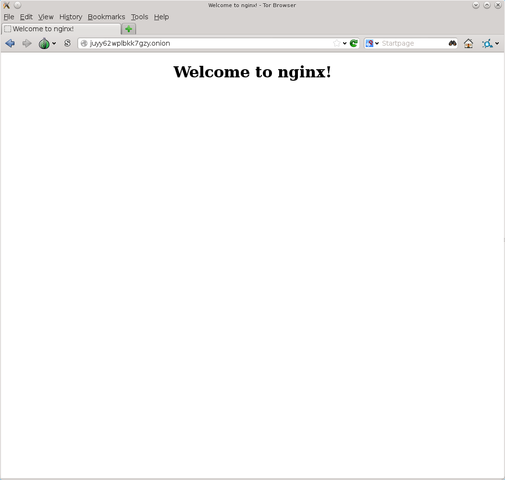 Welcome to nginx! - Tor Browser
File Edit View History Bookmarks Tools Help
Welcome to nginx!
juyy62wplbkk7gzy.onion
Startpage
Welcome to nginx!